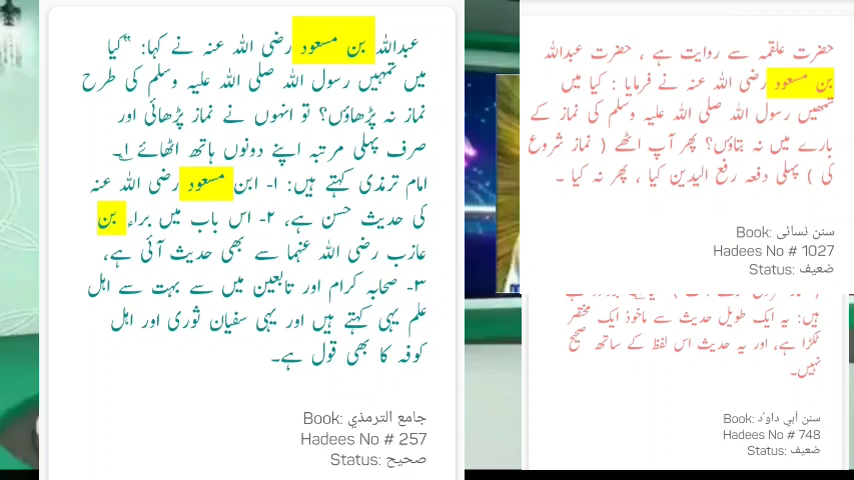 عبداللہ بن مسعود رضی اللہ عنہ نے کہا: ”کیا
میں تمہیں رسول اللہ صلی اللہ علیہ وسلم کی طرح
نماز نہ پڑھاؤں؟ تو انہوں نے نماز پڑھائی اور
صرف پہلی مرتبہ اپنے دونوں ہاتھ اٹھائے ۱؎۔
امام ترمذی کہتے ہیں: ۱- ابن مسعود رضی اللہ عنہ
کی حدیث حسن ہے، ۲- اس باب میں براء بن
عازب رضی اللہ عنہما سے بھی حدیث آئی ہے،
۳- صحابہ کرام اور تابعین میں سے بہت سے اہل
علم یہی کہتے ہیں اور یہی سفیان ثوری اور اہل
کوفہ کا بھی قول ہے۔
Book: جامع الترمذي
Hadees No # 257
Status: صحیح
حضرت علقمہ سے روایت ہے ، حضرت عبداللہ
بن مسعود رضی اللہ عنہ نے فرمایا : کیا میں
تمھیں رسول اللہ صلی اللہ علیہ وسلم کی نماز کے
بارے میں نہ بتاؤں؟ پھر آپ اٹھے ( نماز شروع
کی ) پہلی دفعہ رفع الیدین کیا ، پھر نہ کیا ۔
Book: سنن نسائی
Hadees No # 1027
Status: ضعیف
ہیں: یہ ایک طویل حدیث سے ماخوذ ایک مختصر
ٹکڑا ہے، اور یہ حدیث اس لفظ کے ساتھ صحیح
نہیں۔
Book: سنن ابي داود
Hadees No # 748
Status: ضعیف